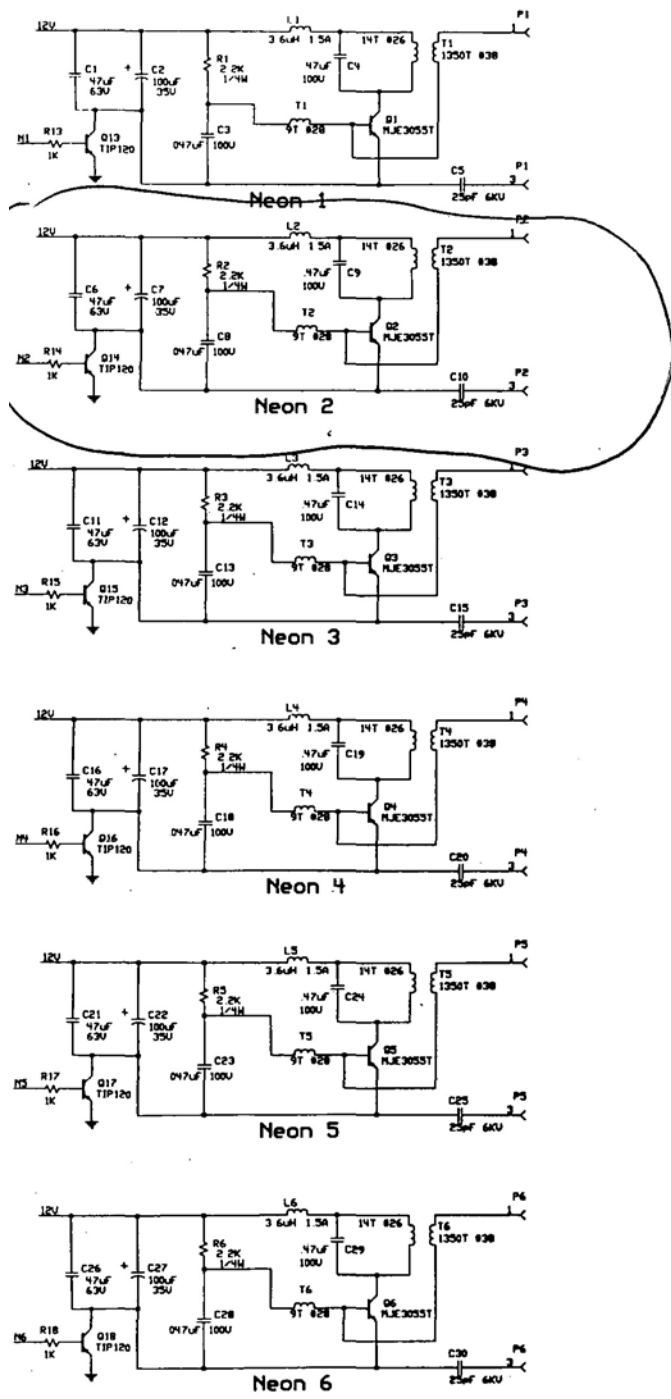 P1
L1
12V
3.6uH 1.5A
14T #26
1
T1
1350T #38
C1
47uF
63V
+
C2
100uF
35V
R1
2.2K
1/4W
.47uF
100V
C4
T1
9T #28
Q1
MJE3055T
N1
R13
1K
Q13
TIP120
C3
047uF
100V
C5
P1
3
25pF 6KV
Neon 1
P2
L2
12V
3.6uH 1.5A
14T #26
1
T2
1350T #38
C6
47uF
63V
+
C7
100uF
35V
R2
2.2K
1/4W
.47uF
100V
C9
T2
9T #28
Q2
MJE3055T
N2
R14
1K
Q14
TIP120
C8
047uF
100V
C10
P2
3
25pF 6KV
Neon 2
P3
L3
12V
3.6uH 1.5A
14T #26
1
T3
1350T #38
C11
47uF
63V
+
C12
100uF
35V
R3
2.2K
1/4W
.47uF
100V
C14
T3
9T #28
Q3
MJE3055T
N3
R15
1K
Q15
TIP120
C13
047uF
100V
C15
P3
3
25pF 6KV
Neon 3
P4
L4
12V
3 6uH 1.5A
14T #26
1
T4
1350T #38
C16
47uF
63V
+
C17
100uF
35V
R4
2.2K
1/4W
.47uF
100V
C19
T4
9T #28
Q4
MJE3055T
N4
R16
1K
Q16
TIP120
C18
047uF
100V
C20
P4
3
25pF 6KV
Neon 4
P5
L5
12V
3.6uH 1.5A
14T #26
1
T5
1350T #38
C21
47uF
63V
+
C22
100uF
35V
R5
2.2K
1/4W
.47uF
100V
C24
T5
9T #28
Q5
MJE3055T
N5
R17
1K
Q17
TIP120
C23
047uF
100V
C25
P5
3
25pF 6KV
Neon 5
P6
L6
12V
3 6uH 1.5A
14T #26
1
T6
1350T #38
C26
47uF
63V
+
C27
100uF
35V
R6
2.2K
1/4W
.47uF
100V
C29
T6
9T #28
Q6
MJE3055T
N6
R18
1K
Q18
TIP120
C28
047uF
100V
C30
P6
3
25pF 6KV
Neon 6